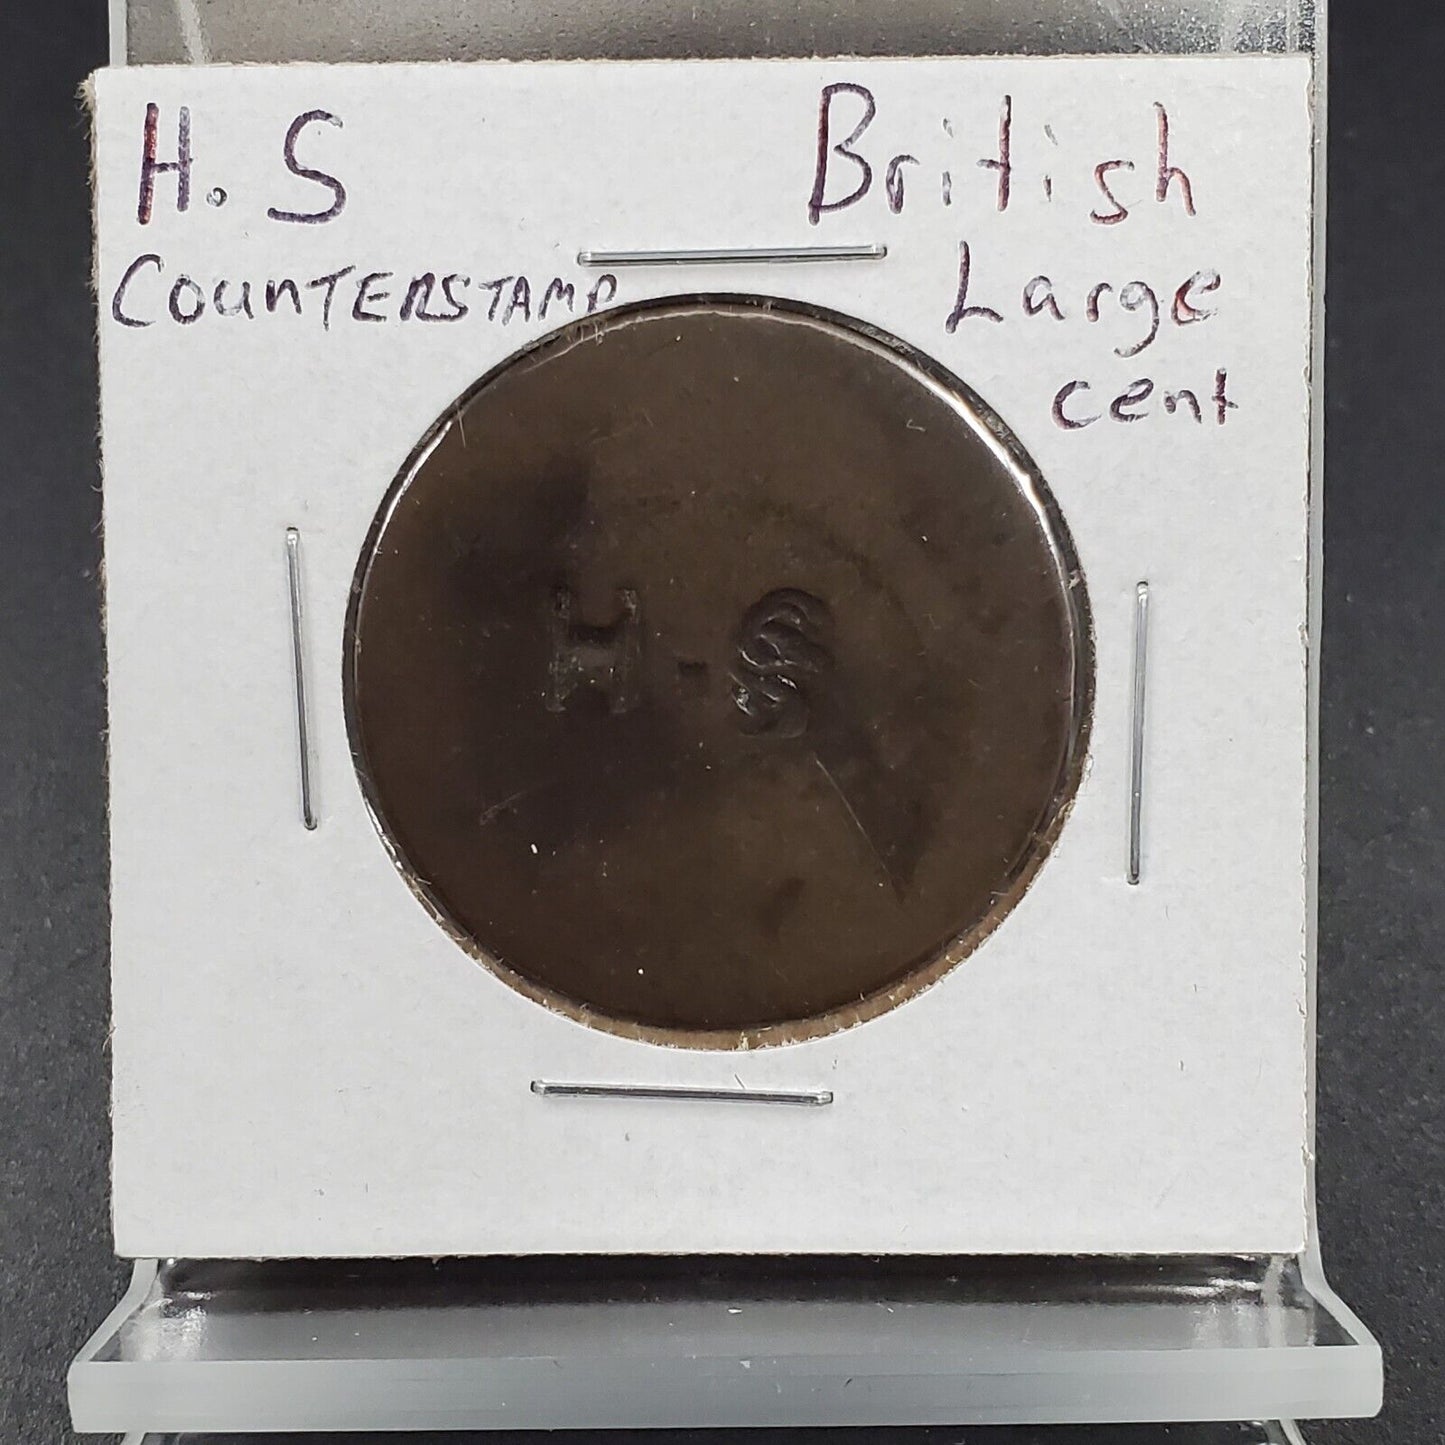 H. S
COUNTERSTAMP
British
Large
cent
H-S